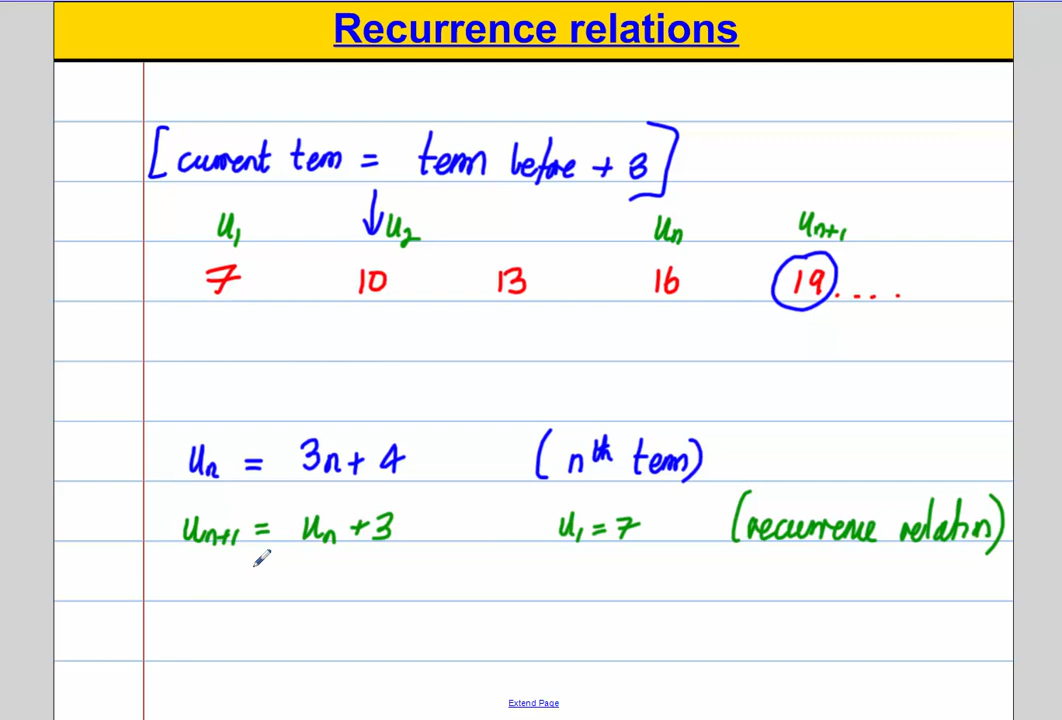 Recurrence relations
[current term = term before + 3]
u₁ u₂ uₙ uₙ₊₁
7 10 13 16 19....
uₙ = 3n + 4 (nᵗʰ term)
uₙ₊₁ = uₙ + 3 u₁ = 7 (recurrence relatin)
Extend Page